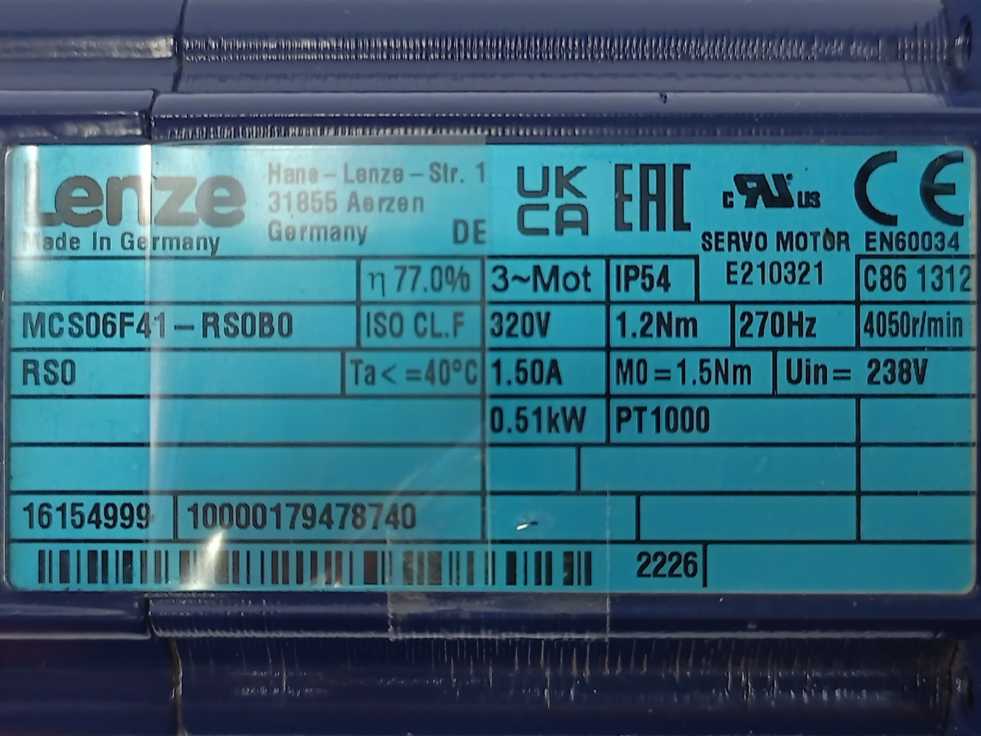 Lenze Hans-Lenze-Str. 1
31855 Aerzen
Made In Germany Germany DE
UK
CA
EAC
c RU us
CE
SERVO MOTOR EN60034
η 77.0% 3~Mot IP54 E210321 C86 1312
MCS06F41-RS0B0 ISO CL.F 320V 1.2Nm 270Hz 4050r/min
RS0 Ta<=40°C 1.50A M0=1.5Nm Uin= 238V
0.51kW PT1000
16154999 10000179478740
2226